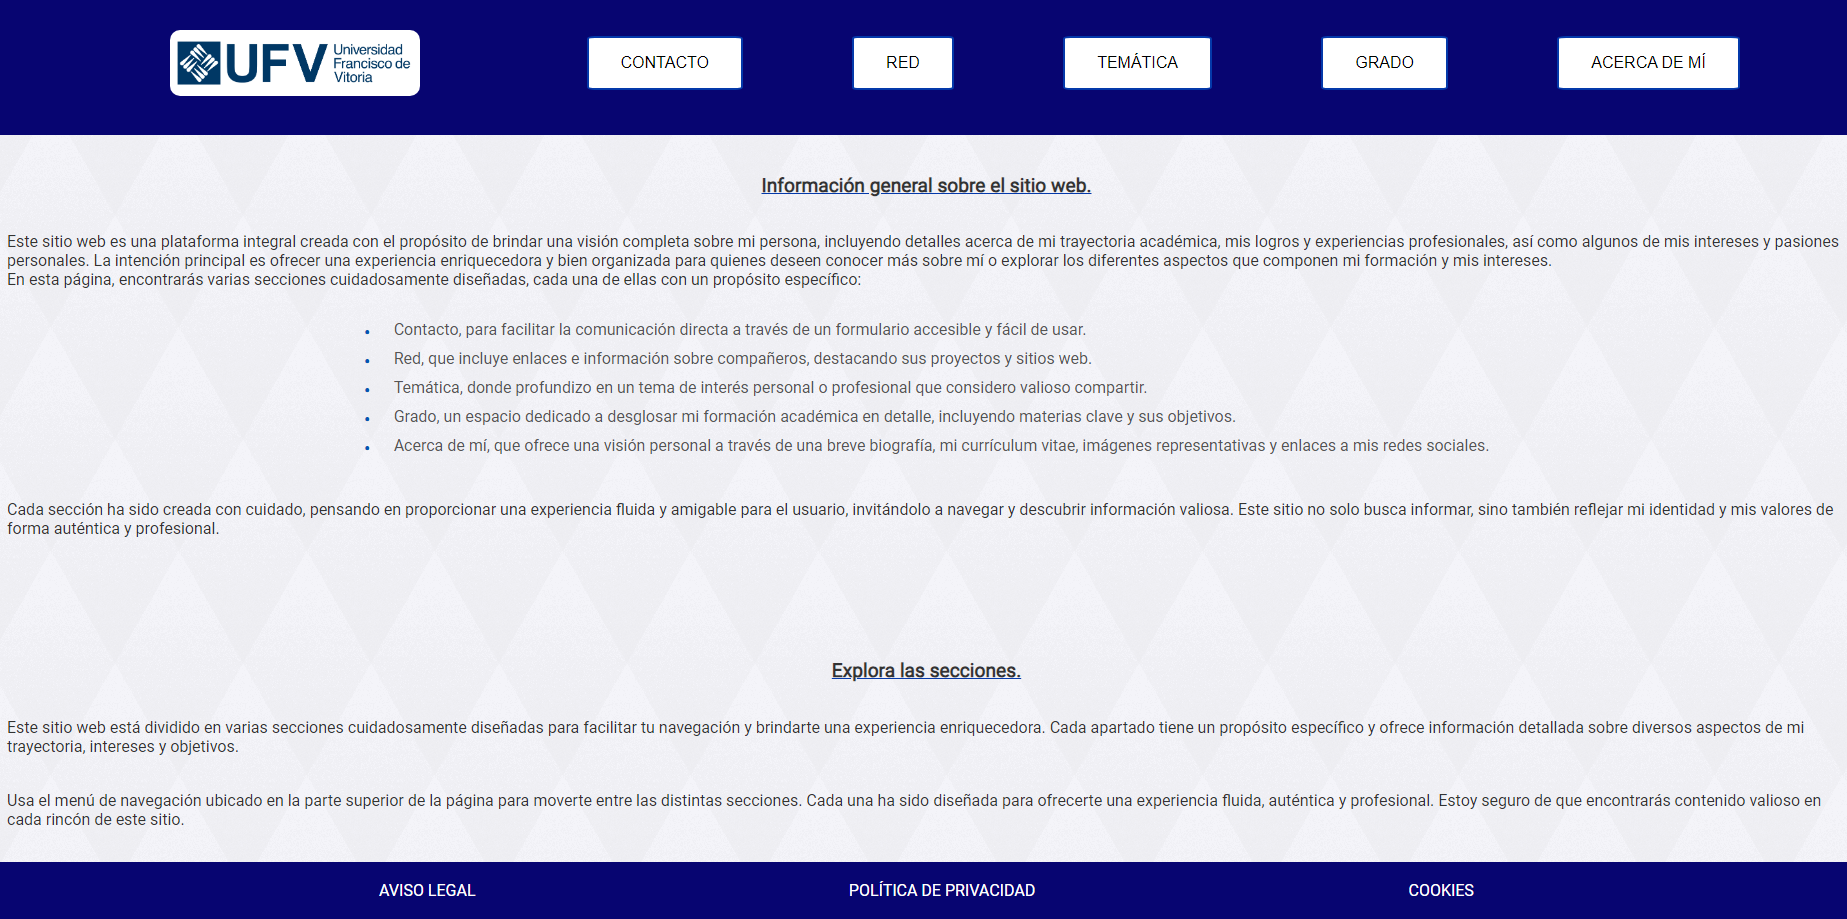 UFV Universidad
Francisco de
Vitoria
CONTACTO
RED
TEMÁTICA
GRADO
ACERCA DE MÍ
Información general sobre el sitio web.
Este sitio web es una plataforma integral creada con el propósito de brindar una visión completa sobre mi persona, incluyendo detalles acerca de mi trayectoria académica, mis logros y experiencias profesionales, así como algunos de mis intereses y pasiones
personales. La intención principal es ofrecer una experiencia enriquecedora y bien organizada para quienes deseen conocer más sobre mí o explorar los diferentes aspectos que componen mi formación y mis intereses.
En esta página, encontrarás varias secciones cuidadosamente diseñadas, cada una de ellas con un propósito específico:
• Contacto, para facilitar la comunicación directa a través de un formulario accesible y fácil de usar.
• Red, que incluye enlaces e información sobre compañeros, destacando sus proyectos y sitios web.
• Temática, donde profundizo en un tema de interés personal o profesional que considero valioso compartir.
• Grado, un espacio dedicado a desglosar mi formación académica en detalle, incluyendo materias clave y sus objetivos.
• Acerca de mí, que ofrece una visión personal a través de una breve biografía, mi currículum vitae, imágenes representativas y enlaces a mis redes sociales.
Cada sección ha sido creada con cuidado, pensando en proporcionar una experiencia fluida y amigable para el usuario, invitándolo a navegar y descubrir información valiosa. Este sitio no solo busca informar, sino también reflejar mi identidad y mis valores de
forma auténtica y profesional.
Explora las secciones.
Este sitio web está dividido en varias secciones cuidadosamente diseñadas para facilitar tu navegación y brindarte una experiencia enriquecedora. Cada apartado tiene un propósito específico y ofrece información detallada sobre diversos aspectos de mi
trayectoria, intereses y objetivos.
Usa el menú de navegación ubicado en la parte superior de la página para moverte entre las distintas secciones. Cada una ha sido diseñada para ofrecerte una experiencia fluida, auténtica y profesional. Estoy seguro de que encontrarás contenido valioso en
cada rincón de este sitio.
AVISO LEGAL
POLÍTICA DE PRIVACIDAD
COOKIES